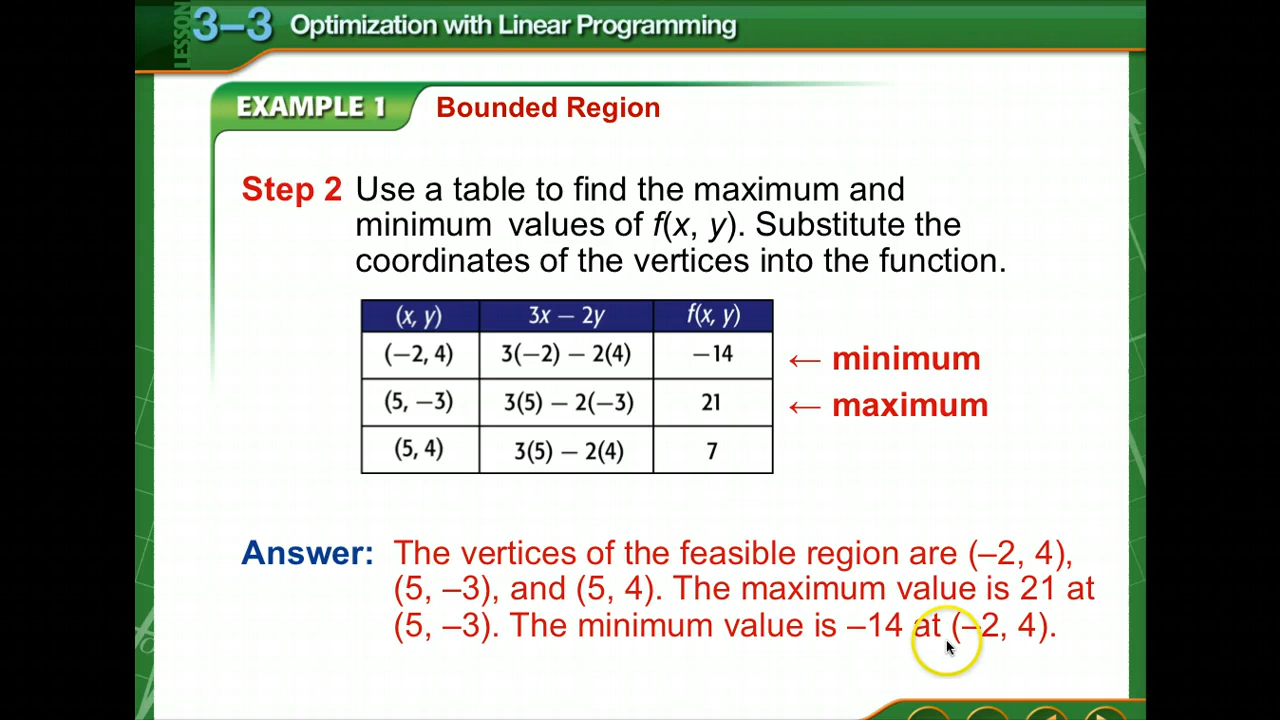 LESSON
3–3 Optimization with Linear Programming
EXAMPLE 1 Bounded Region
Step 2 Use a table to find the maximum and
minimum values of f(x, y). Substitute the
coordinates of the vertices into the function.
(x, y) 3x – 2y f(x, y)
(–2, 4) 3(–2) – 2(4) –14 ← minimum
(5, –3) 3(5) – 2(–3) 21 ← maximum
(5, 4) 3(5) – 2(4) 7
Answer: The vertices of the feasible region are (–2, 4),
(5, –3), and (5, 4). The maximum value is 21 at
(5, –3). The minimum value is –14 at (–2, 4).